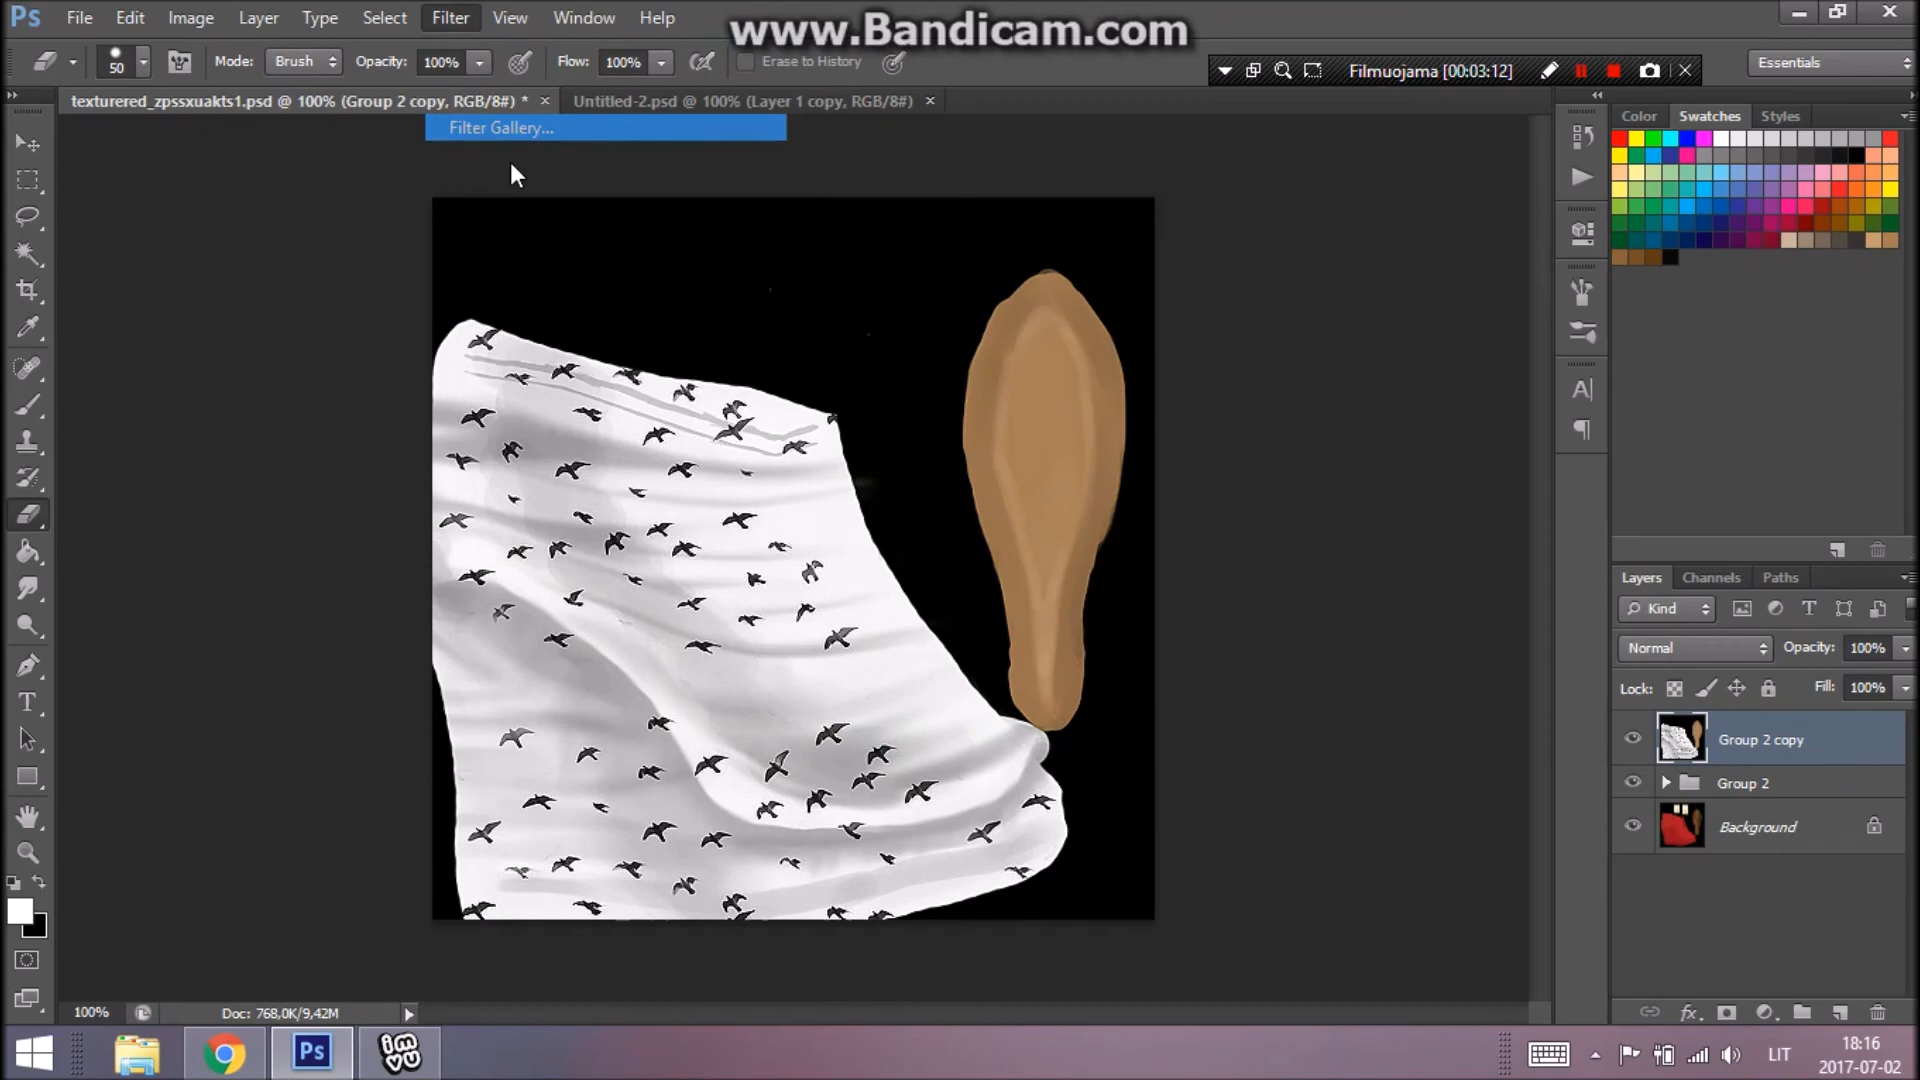 Ps File Edit Image Layer Type Select Filter View Window Help
www.Bandicam.com
50 Mode: Brush Opacity: 100% Flow: 100% Erase to History
Filmuojama [00:03:12]
Essentials
texturered_zpssxuakts1.psd @ 100% (Group 2 copy, RGB/8#) *
Untitled-2.psd @ 100% (Layer 1 copy, RGB/8#)
Filter Gallery...
Color Swatches Styles
Layers Channels Paths
Kind
Normal Opacity: 100%
Lock: Fill: 100%
Group 2 copy
Group 2
Background
fx
100% Doc: 768,0K/9,42M
Ps
imvu
LIT
18:16
2017-07-02